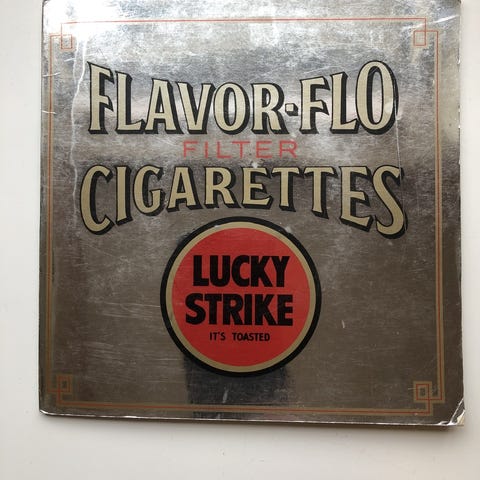 FLAVOR-FLO
FILTER
CIGARETTES
LUCKY
STRIKE
IT'S TOASTED